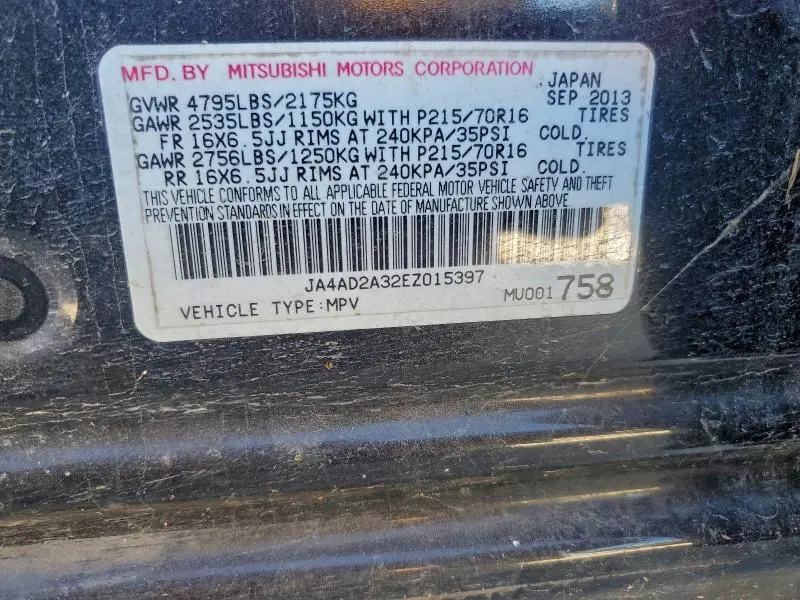 MFD. BY MITSUBISHI MOTORS CORPORATION JAPAN
GVWR 4795LBS/2175KG SEP 2013
GAWR 2535LBS/1150KG WITH P215/70R16 TIRES
FR 16X6.5JJ RIMS AT 240KPA/35PSI COLD.
GAWR 2756LBS/1250KG WITH P215/70R16 TIRES
RR 16X6.5JJ RIMS AT 240KPA/35PSI COLD.
THIS VEHICLE CONFORMS TO ALL APPLICABLE FEDERAL MOTOR VEHICLE SAFETY AND THEFT
PREVENTION STANDARDS IN EFFECT ON THE DATE OF MANUFACTURE SHOWN ABOVE.
JA4AD2A32EZ015397
VEHICLE TYPE:MPV MU001758